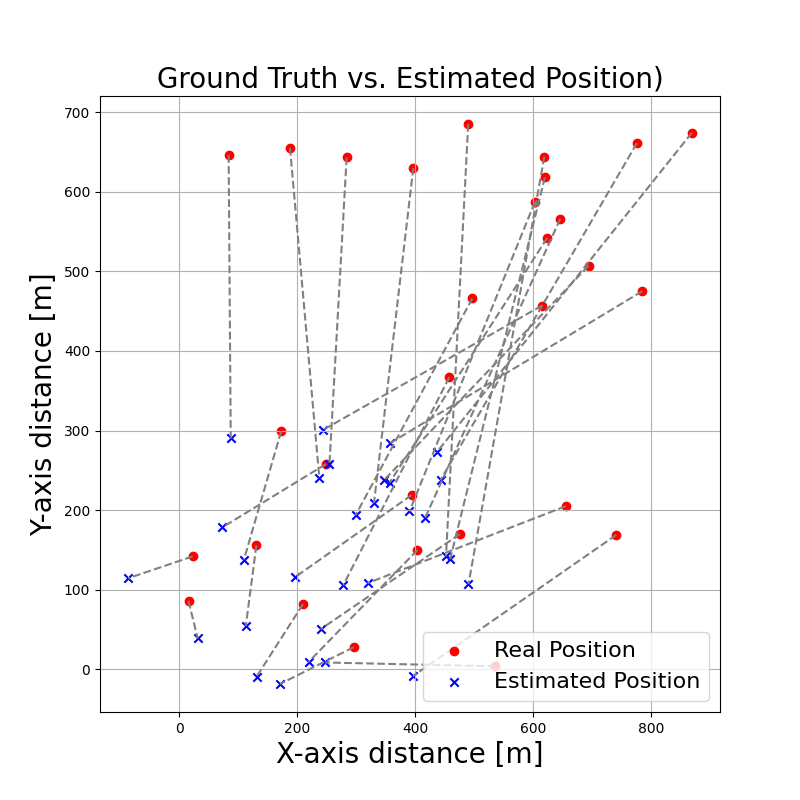 Ground Truth vs. Estimated Position)
Y-axis distance [m]
700
600
500
400
300
200
100
0
0 200 400 600 800
X-axis distance [m]
Real Position
Estimated Position